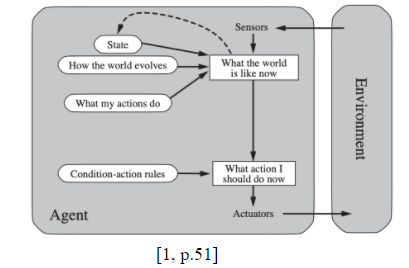 Sensors
State
How the world evolves
What the world
is like now
What my actions do
Environment
Condition-action rules
What action I
should do now
Agent
Actuators
[1, p.51]